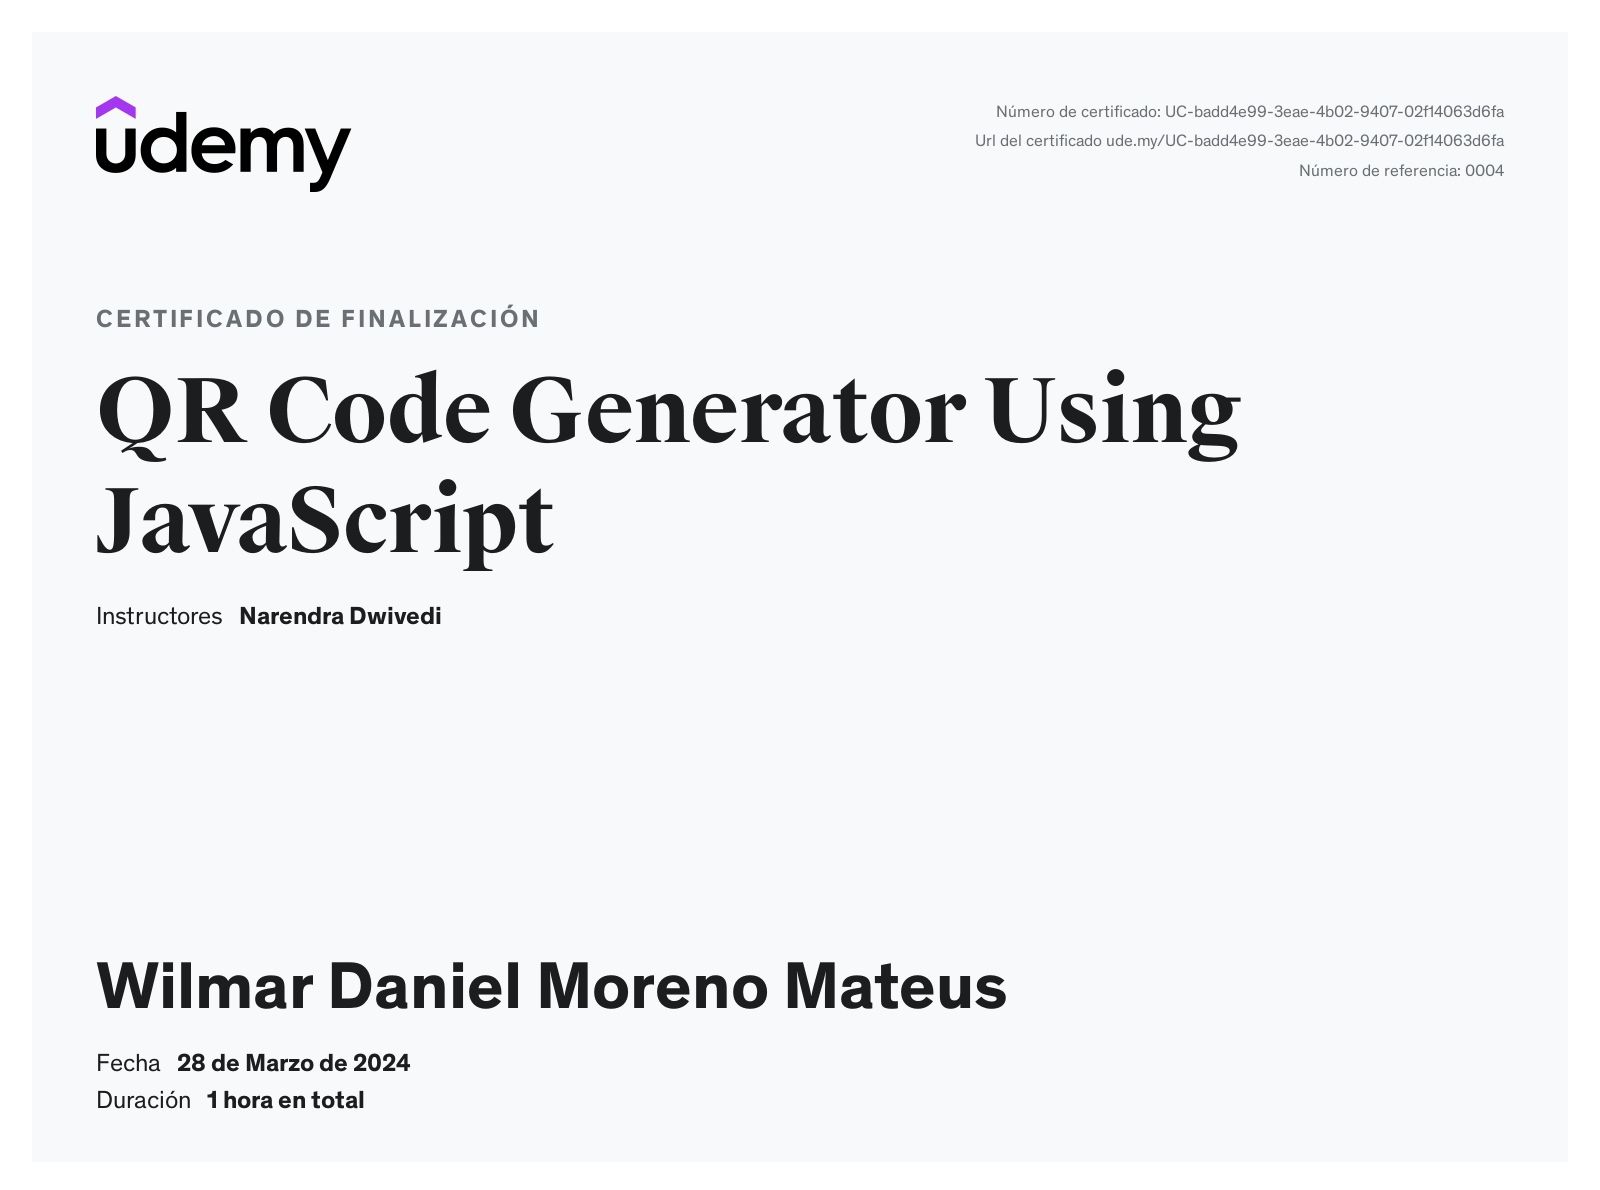 udemy
Número de certificado: UC-badd4e99-3eae-4b02-9407-02f14063d6fa
Url del certificado ude.my/UC-badd4e99-3eae-4b02-9407-02f14063d6fa
Número de referencia: 0004
CERTIFICADO DE FINALIZACIÓN
QR Code Generator Using
JavaScript
Instructores Narendra Dwivedi
Wilmar Daniel Moreno Mateus
Fecha 28 de Marzo de 2024
Duración 1 hora en total